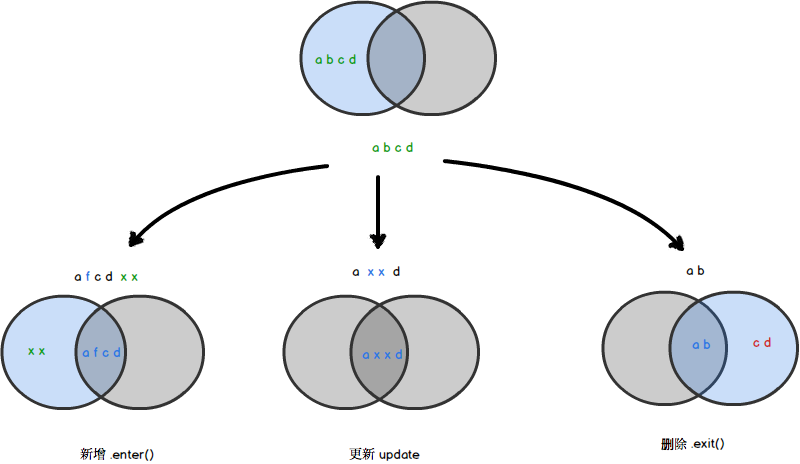 a b c d
a b c d
a f c d x x
a x x d
a b
x x
a f c d
a x x d
a b
c d
新增 .enter()
更新 update
删除 .exit()